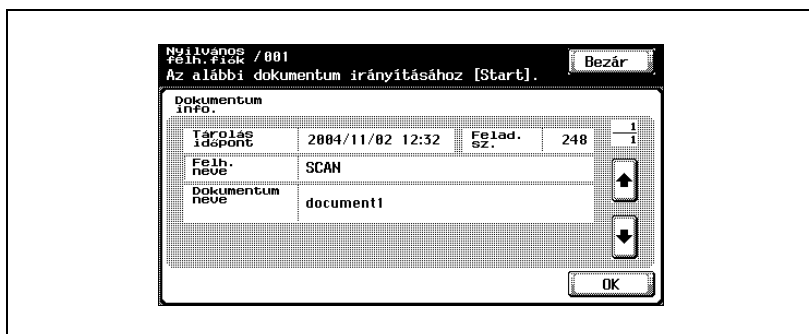 Nyilvános
felh.fiók /001
Bezár
Az alábbi dokumentum irányításához [Start].
Dokumentum
info.
Tárolás
időpont
2004/11/02 12:32
Felad.
sz.
248
1
1
Felh.
neve
SCAN
Dokumentum
neve
document1
OK